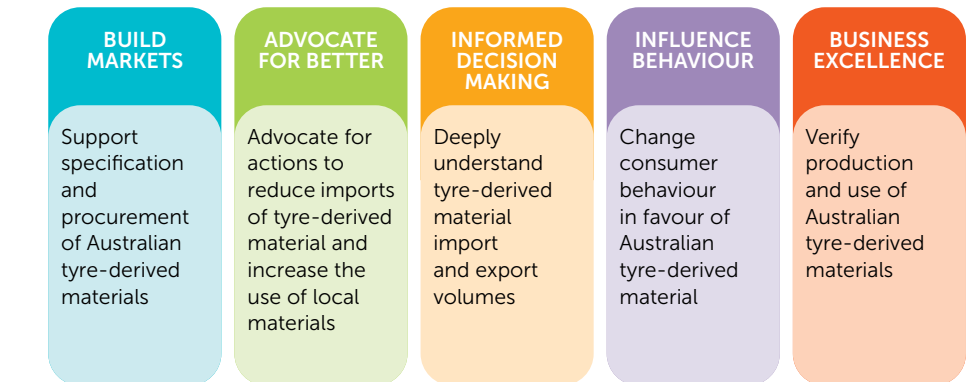 BUILD
MARKETS
Support
specification
and
procurement
of Australian
tyre-derived
materials
ADVOCATE
FOR BETTER
Advocate for
actions to
reduce imports
of tyre-derived
material and
increase the
use of local
materials
INFORMED
DECISION
MAKING
Deeply
understand
tyre-derived
material
import
and export
volumes
INFLUENCE
BEHAVIOUR
Change
consumer
behaviour
in favour of
Australian
tyre-derived
material
BUSINESS
EXCELLENCE
Verify
production
and use of
Australian
tyre-derived
materials